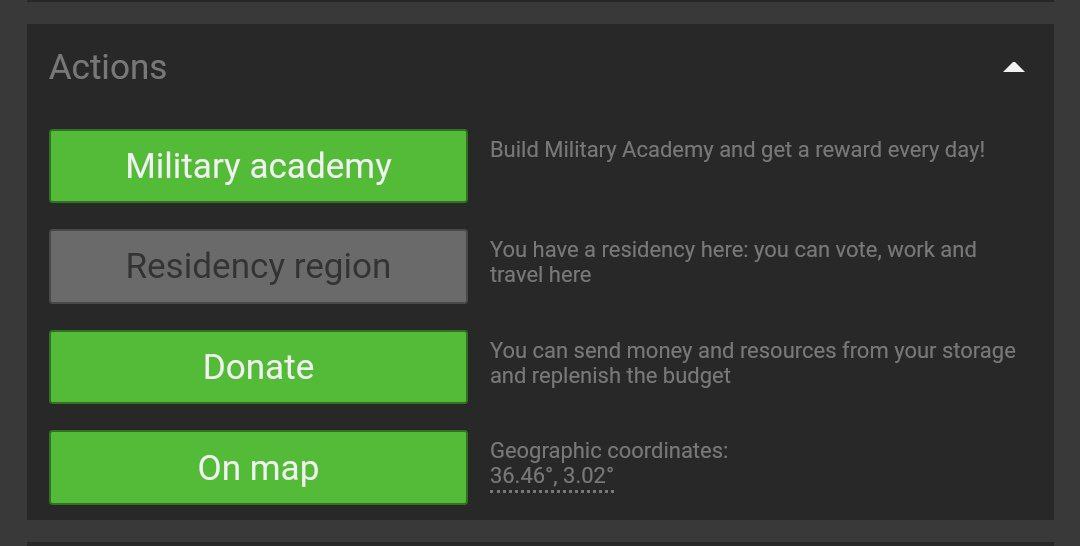 Actions
Military academy
Build Military Academy and get a reward every day!
Residency region
You have a residency here: you can vote, work and
travel here
Donate
You can send money and resources from your storage
and replenish the budget
On map
Geographic coordinates:
36.46°, 3.02°